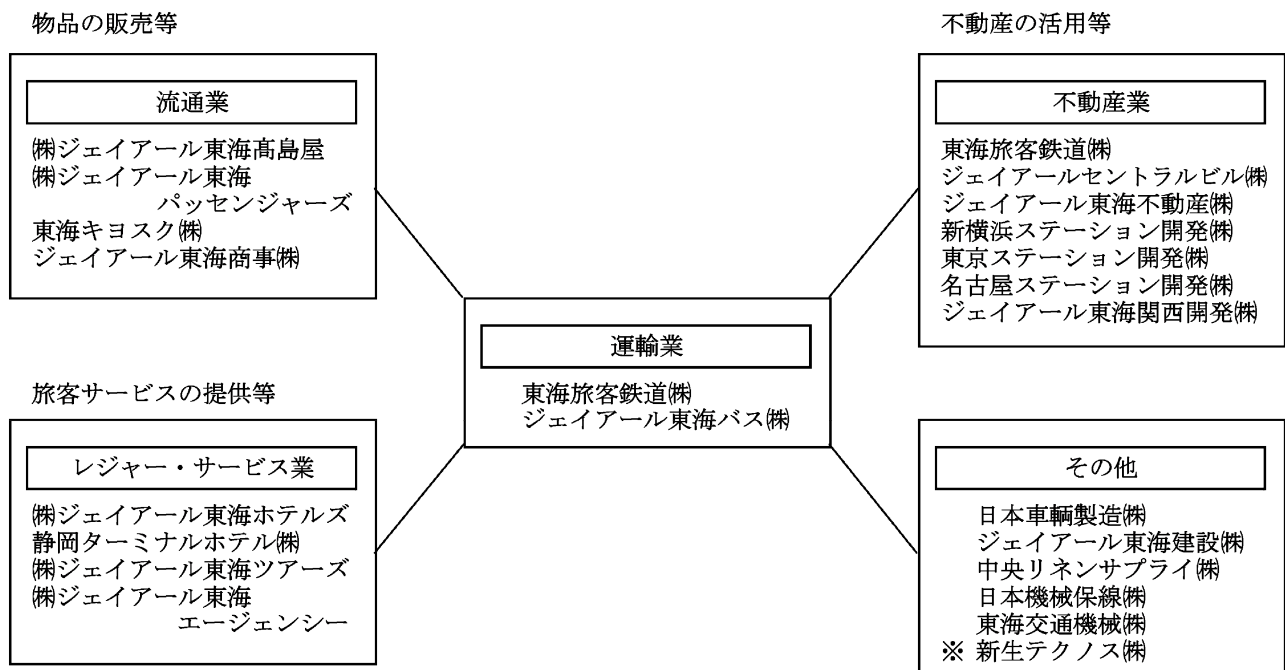 物品の販売等
流通業
㈱ジェイアール東海髙島屋
㈱ジェイアール東海
パッセンジャーズ
東海キヨスク㈱
ジェイアール東海商事㈱
不動産の活用等
不動産業
東海旅客鉄道㈱
ジェイアールセントラルビル㈱
ジェイアール東海不動産㈱
新横浜ステーション開発㈱
東京ステーション開発㈱
名古屋ステーション開発㈱
ジェイアール東海関西開発㈱
運輸業
東海旅客鉄道㈱
ジェイアール東海バス㈱
旅客サービスの提供等
レジャー・サービス業
㈱ジェイアール東海ホテルズ
静岡ターミナルホテル㈱
㈱ジェイアール東海ツアーズ
㈱ジェイアール東海
エージェンシー
その他
日本車輌製造㈱
ジェイアール東海建設㈱
中央リネンサプライ㈱
日本機械保線㈱
東海交通機械㈱
※ 新生テクノス㈱